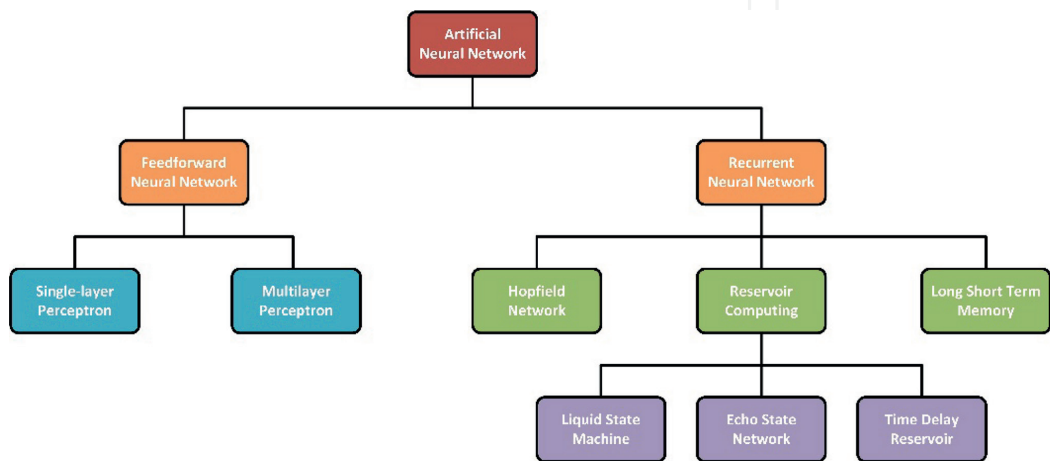 Artificial
Neural Network
Feedforward
Neural Network
Recurrent
Neural Network
Single-layer
Perceptron
Multilayer
Perceptron
Hopfield
Network
Reservoir
Computing
Long Short Term
Memory
Liquid State
Machine
Echo State
Network
Time Delay
Reservoir